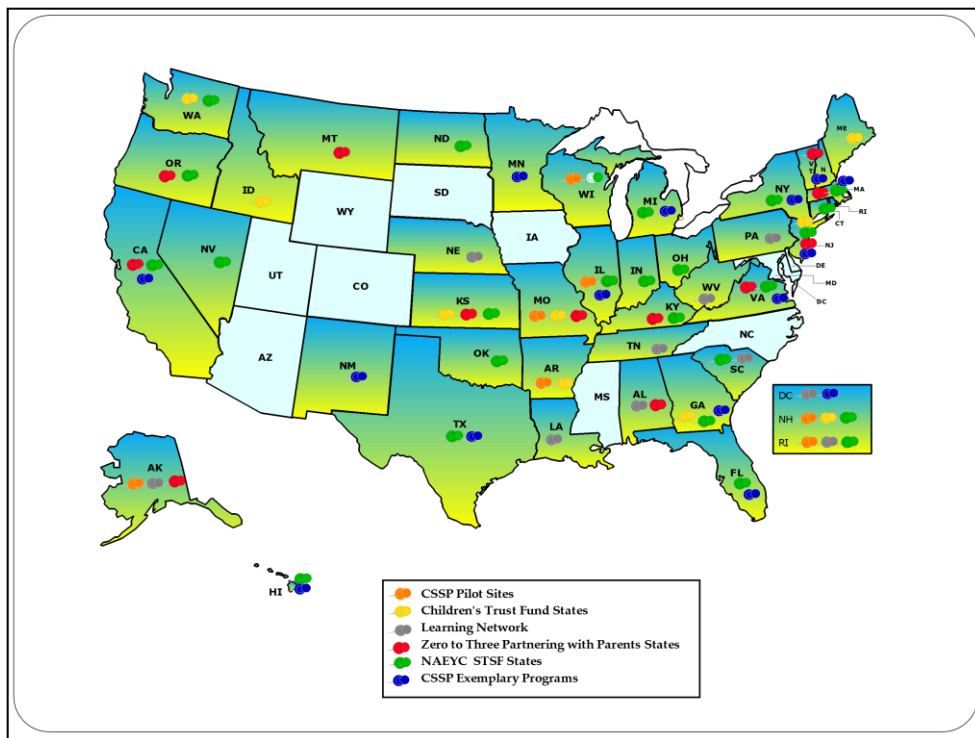 WA
MT
ND
ME
OR
MN
V
T
N
ID
SD
WI
NY
MA
WY
MI
RI
CT
IA
PA
NE
NJ
CA
NV
OH
IL
IN
DE
UT
CO
WV
MD
KS
MO
KY
VA
DC
NC
TN
AZ
OK
NM
AR
SC
MS
AL
GA
DC
TX
LA
NH
RI
AK
FL
HI
CSSP Pilot Sites
Children's Trust Fund States
Learning Network
Zero to Three Partnering with Parents States
NAEYC STSF States
CSSP Exemplary Programs